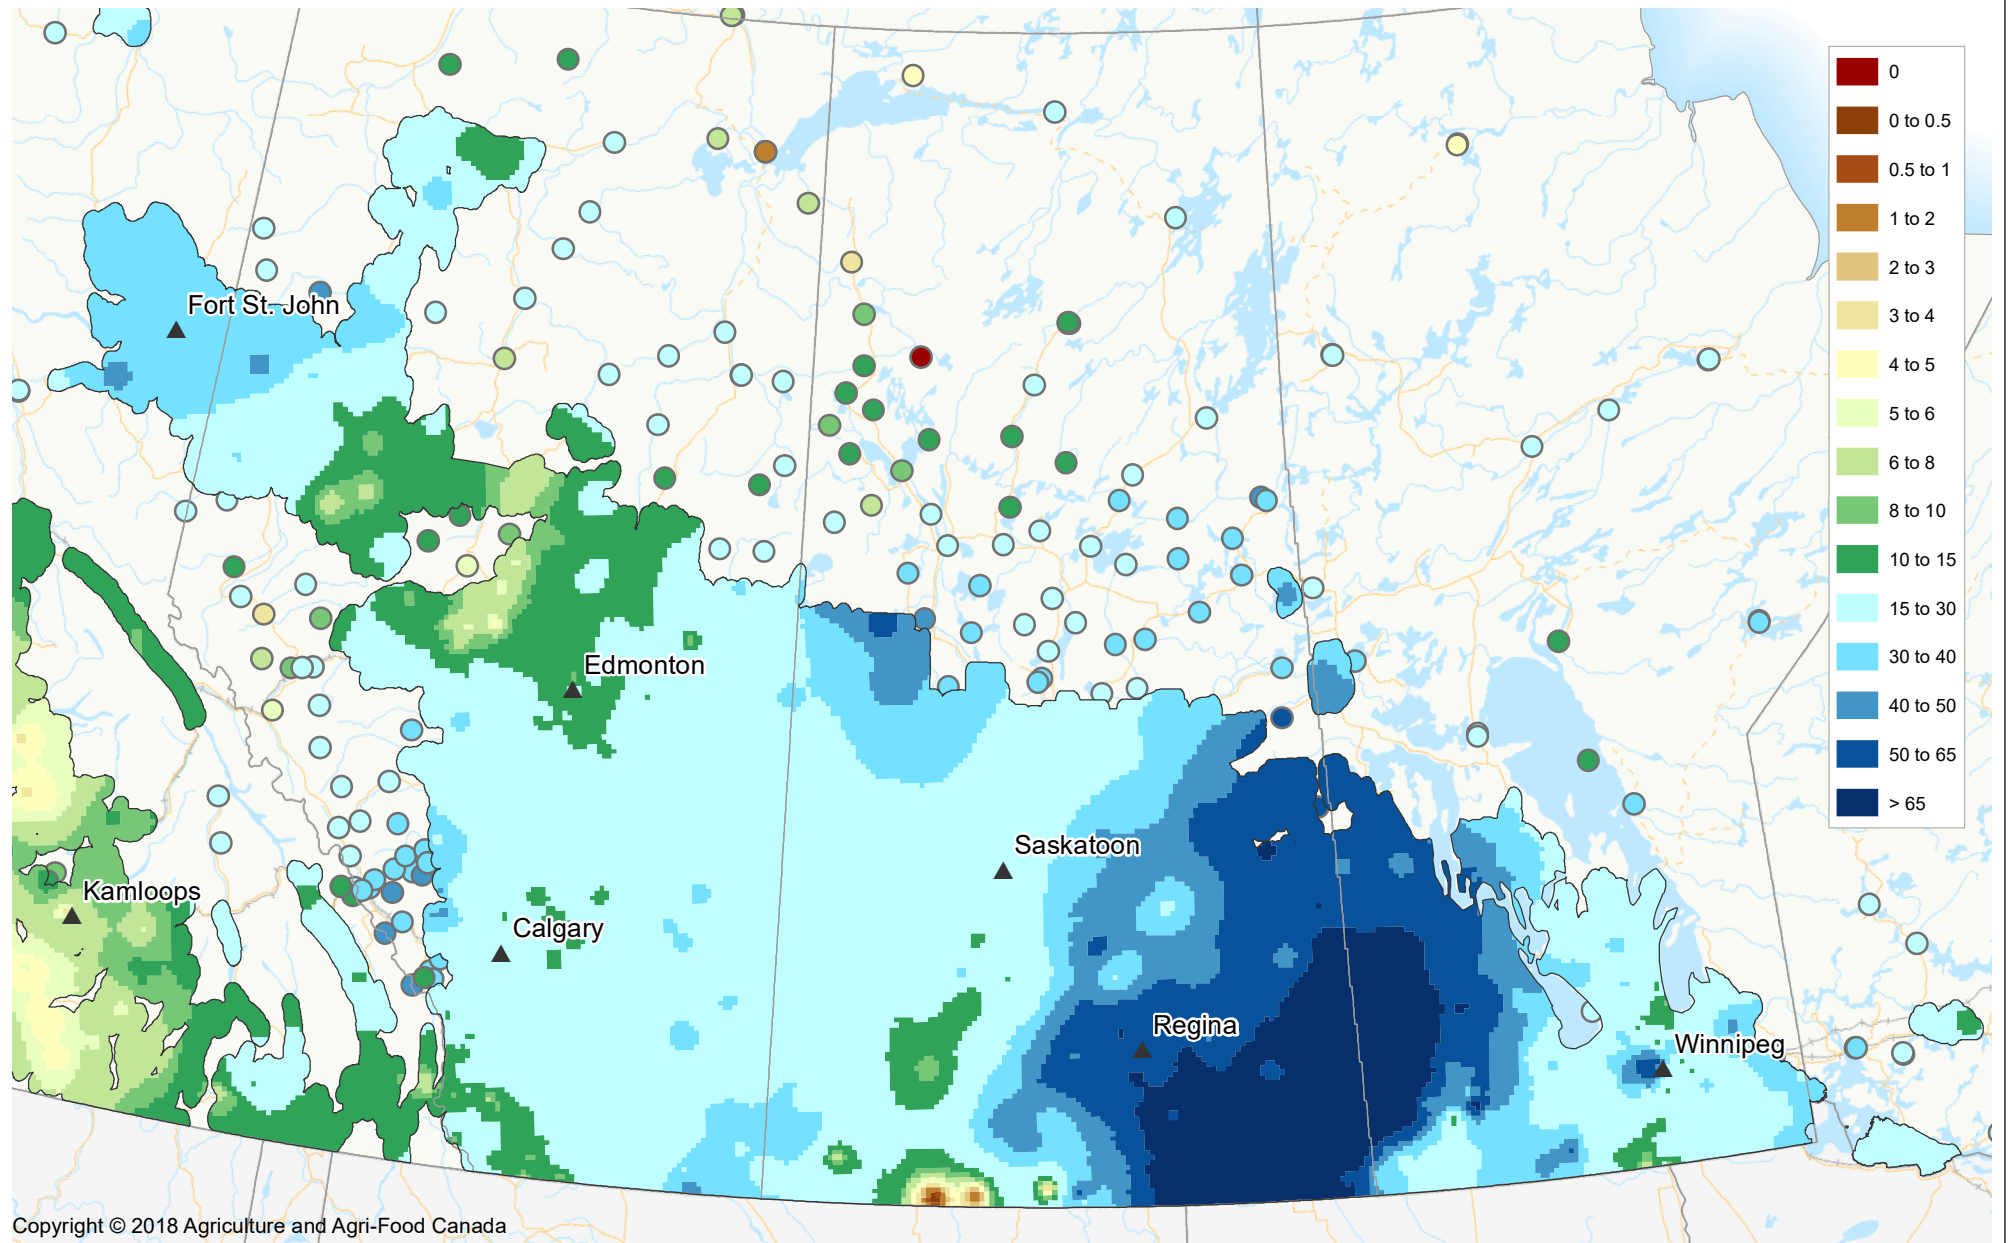 0
0 to 0.5
0.5 to 1
1 to 2
2 to 3
3 to 4
4 to 5
5 to 6
6 to 8
8 to 10
10 to 15
15 to 30
30 to 40
40 to 50
50 to 65
> 65
Fort St. John
Edmonton
Saskatoon
Kamloops
Calgary
Regina
Winnipeg
Copyright © 2018 Agriculture and Agri-Food Canada